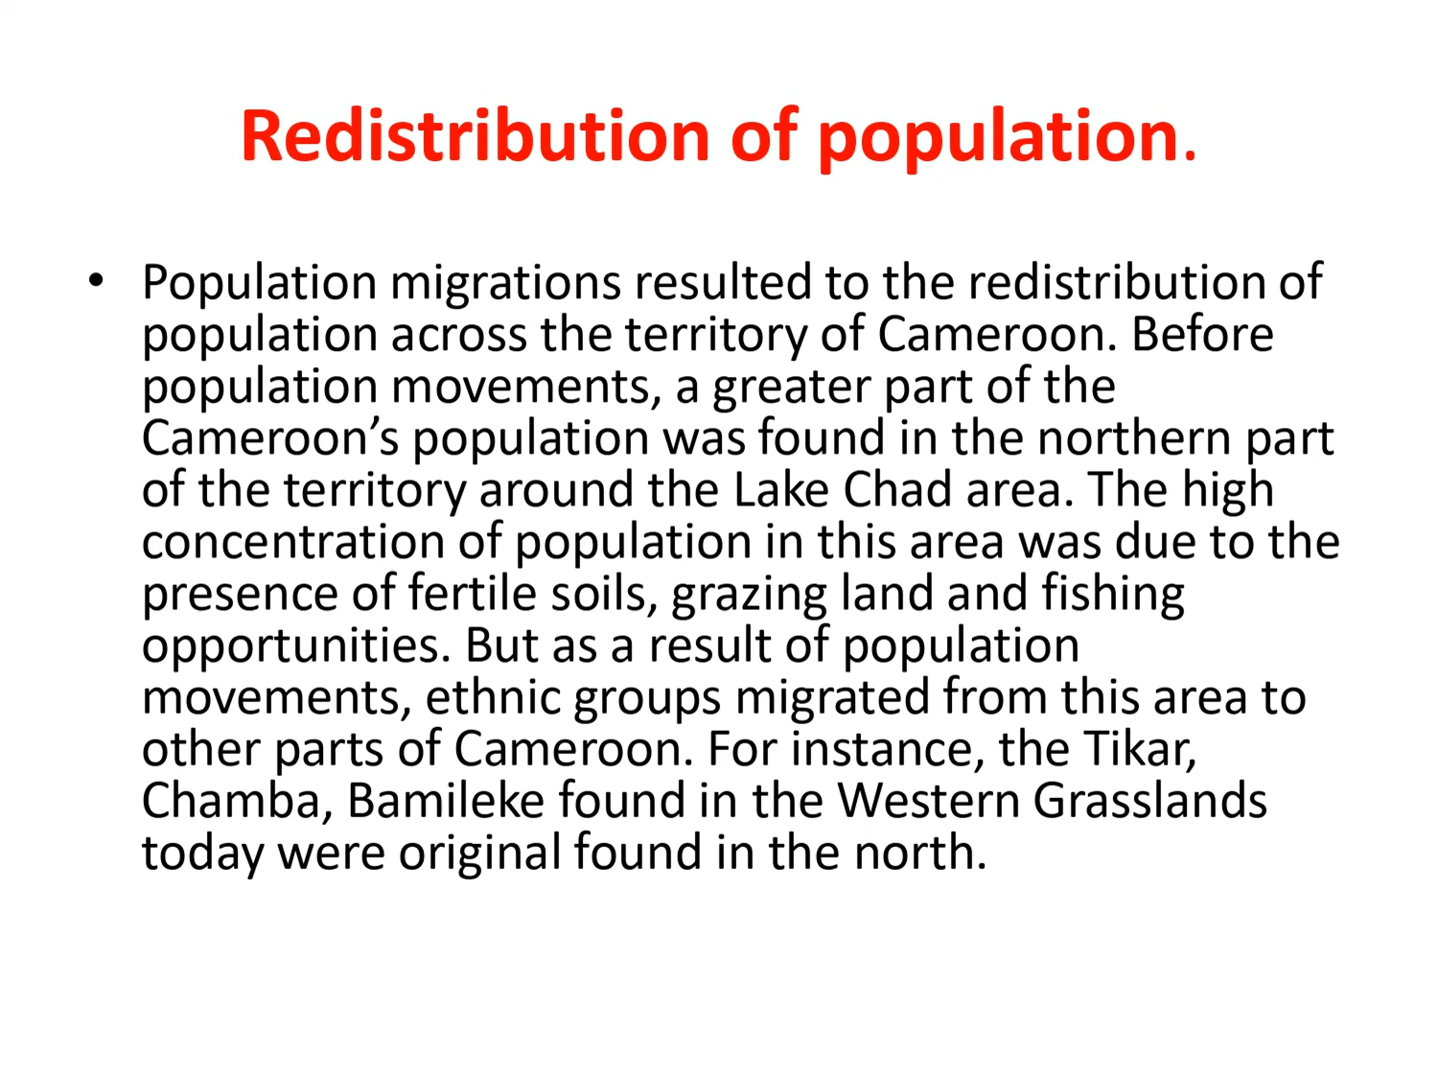 Redistribution of population.
• Population migrations resulted to the redistribution of
population across the territory of Cameroon. Before
population movements, a greater part of the
Cameroon’s population was found in the northern part
of the territory around the Lake Chad area. The high
concentration of population in this area was due to the
presence of fertile soils, grazing land and fishing
opportunities. But as a result of population
movements, ethnic groups migrated from this area to
other parts of Cameroon. For instance, the Tikar,
Chamba, Bamileke found in the Western Grasslands
today were original found in the north.